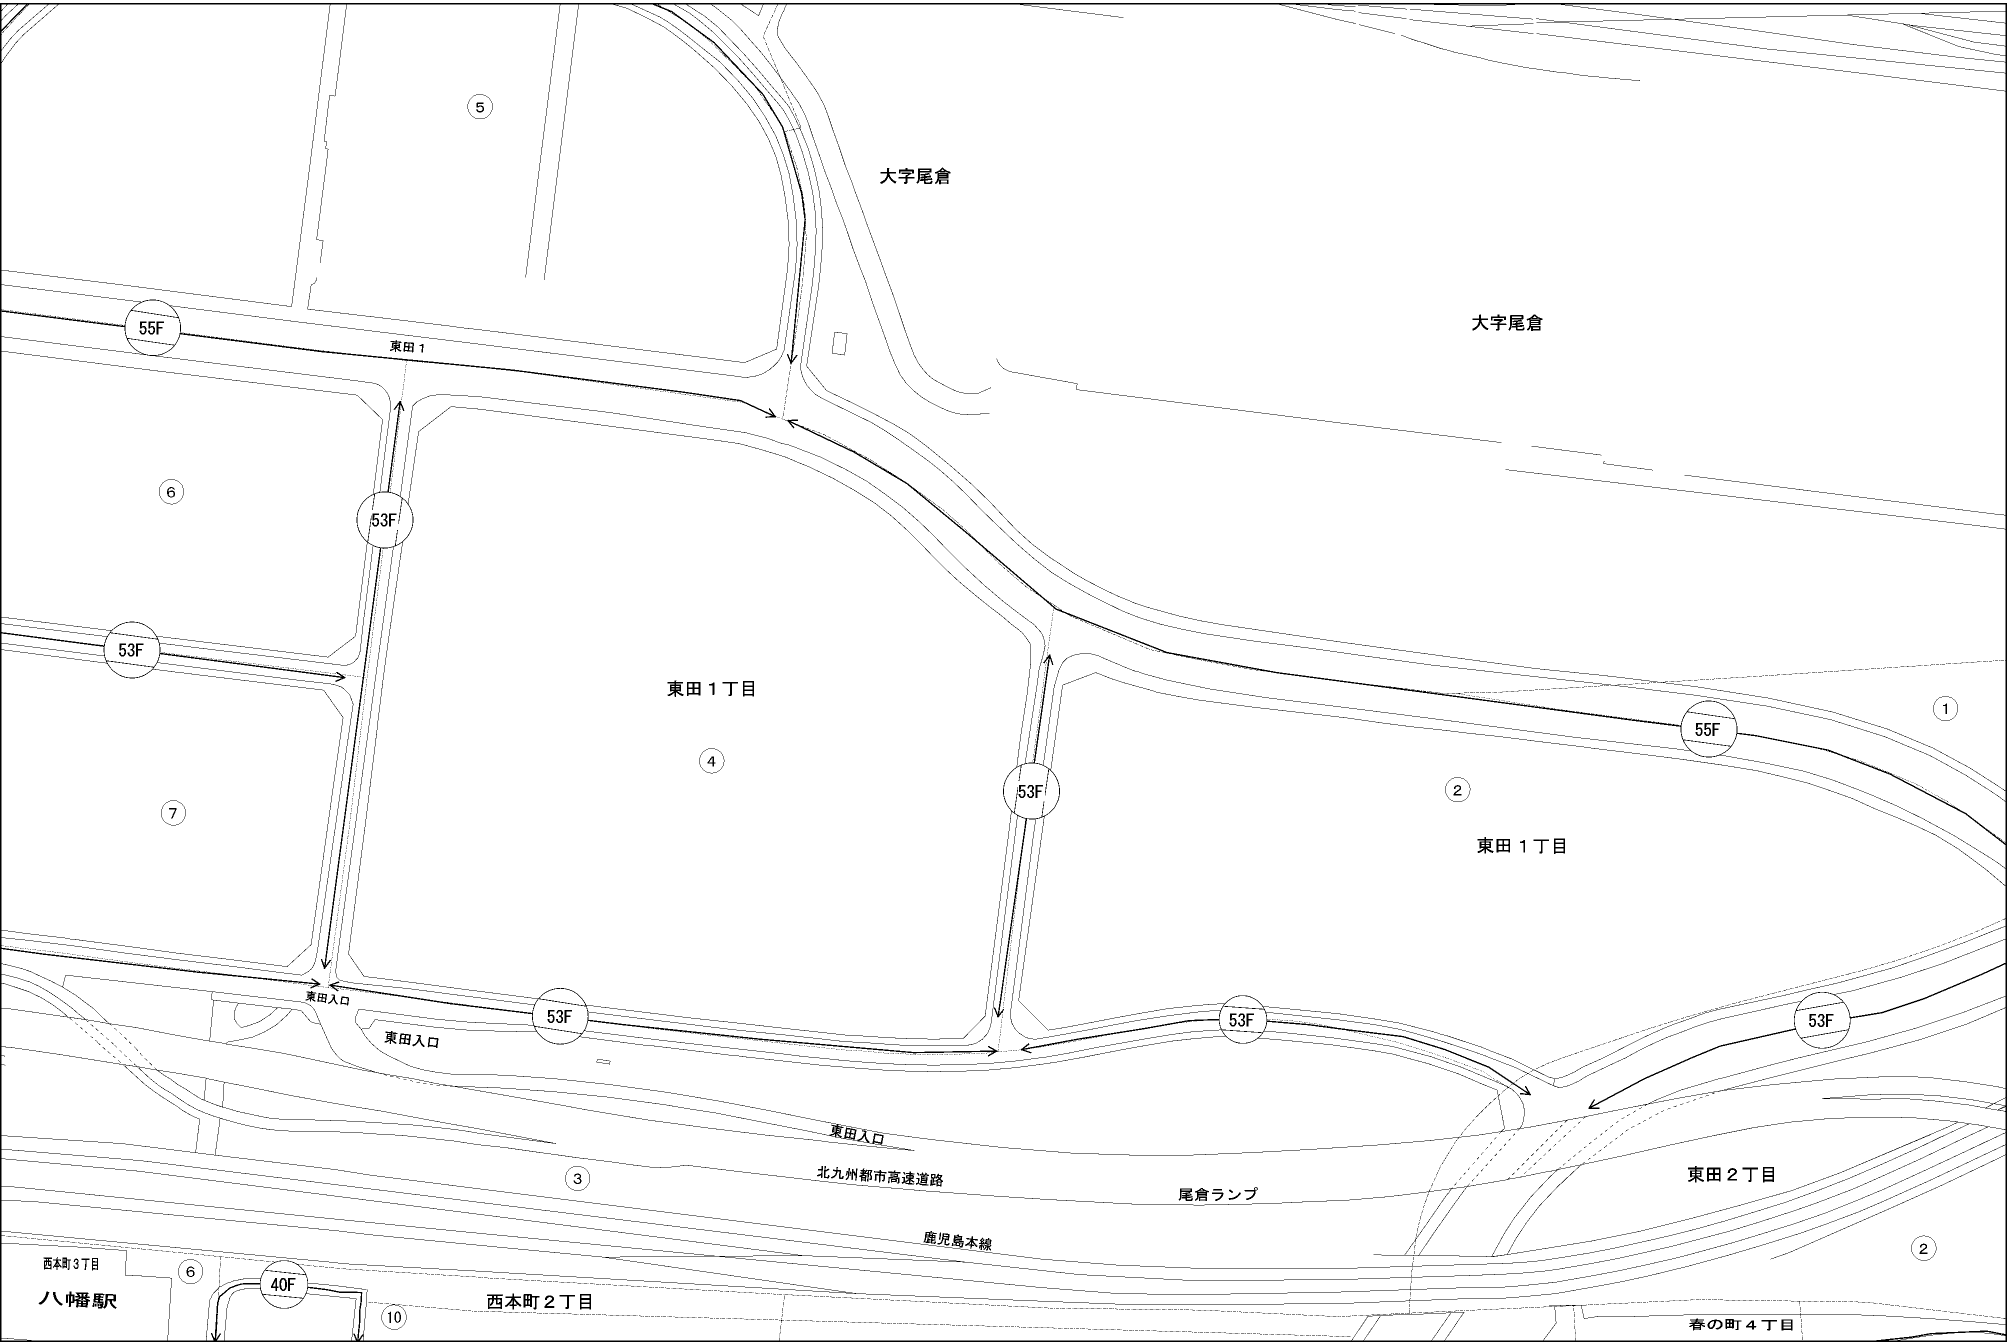 5
大字尾倉
大字尾倉
55F
東田1
6
53F
53F
東田1丁目
1
55F
4
2
53F
7
東田1丁目
東田入口
53F
53F
53F
東田入口
東田入口
北九州都市高速道路
3
尾倉ランプ
東田2丁目
鹿児島本線
2
西本町3丁目
6
40F
八幡駅
西本町2丁目
10
春の町4丁目